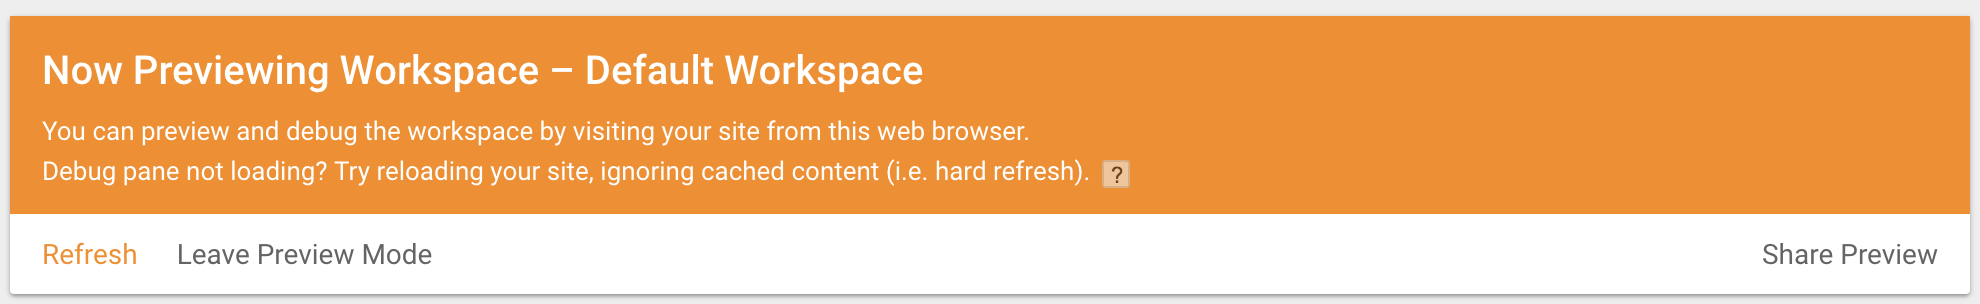 Now Previewing Workspace – Default Workspace
You can preview and debug the workspace by visiting your site from this web browser.
Debug pane not loading? Try reloading your site, ignoring cached content (i.e. hard refresh). ?
Refresh Leave Preview Mode Share Preview